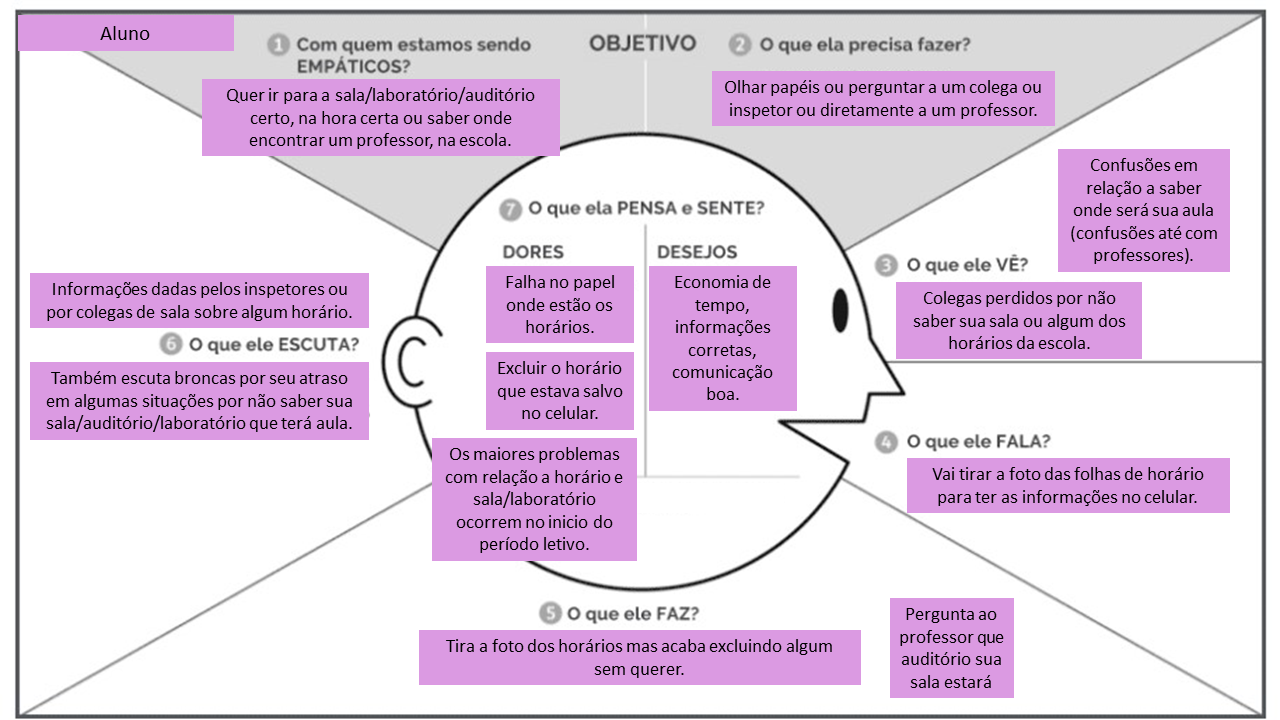 Aluno
1 Com quem estamos sendo
EMPÁTICOS?
Quer ir para a sala/laboratório/auditório
certo, na hora certa ou saber onde
encontrar um professor, na escola.
OBJETIVO
2 O que ela precisa fazer?
Olhar papéis ou perguntar a um colega ou
inspetor ou diretamente a um professor.
Confusões em
relação a saber
onde será sua aula
(confusões até com
professores).
3 O que ele VÊ?
Colegas perdidos por não
saber sua sala ou algum dos
horários da escola.
4 O que ele FALA?
Vai tirar a foto das folhas de horário
para ter as informações no celular.
5 O que ele FAZ?
Tira a foto dos horários mas acaba excluindo algum
sem querer.
Pergunta ao
professor que
auditório sua
sala estará
Informações dadas pelos inspetores ou
por colegas de sala sobre algum horário.
6 O que ele ESCUTA?
Também escuta broncas por seu atraso
em algumas situações por não saber sua
sala/auditório/laboratório que terá aula.
7 O que ela PENSA e SENTE?
DORES
Falha no papel
onde estão os
horários.
Excluir o horário
que estava salvo
no celular.
Os maiores problemas
com relação a horário e
sala/laboratório
ocorrem no inicio do
período letivo.
DESEJOS
Economia de
tempo,
informações
corretas,
comunicação
boa.